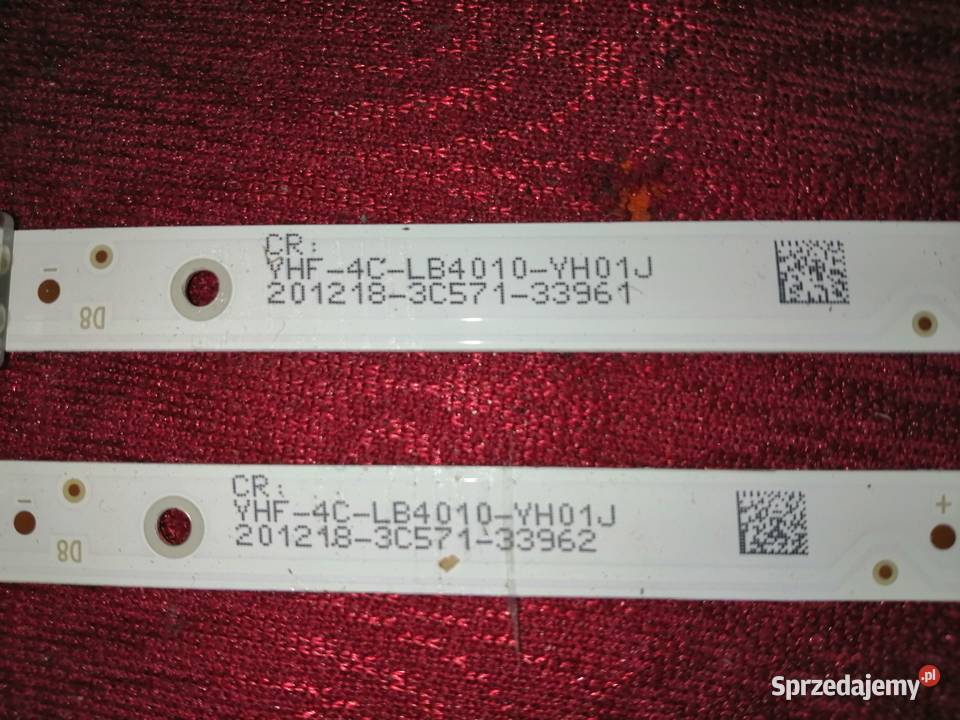 CR:
YHF-4C-LB4010-YH01J
201218-3C571-33961
−
D8
CR:
YHF-4C-LB4010-YH01J
201218-3C571-33962
−
+
D8
Sprzedajemy.pl